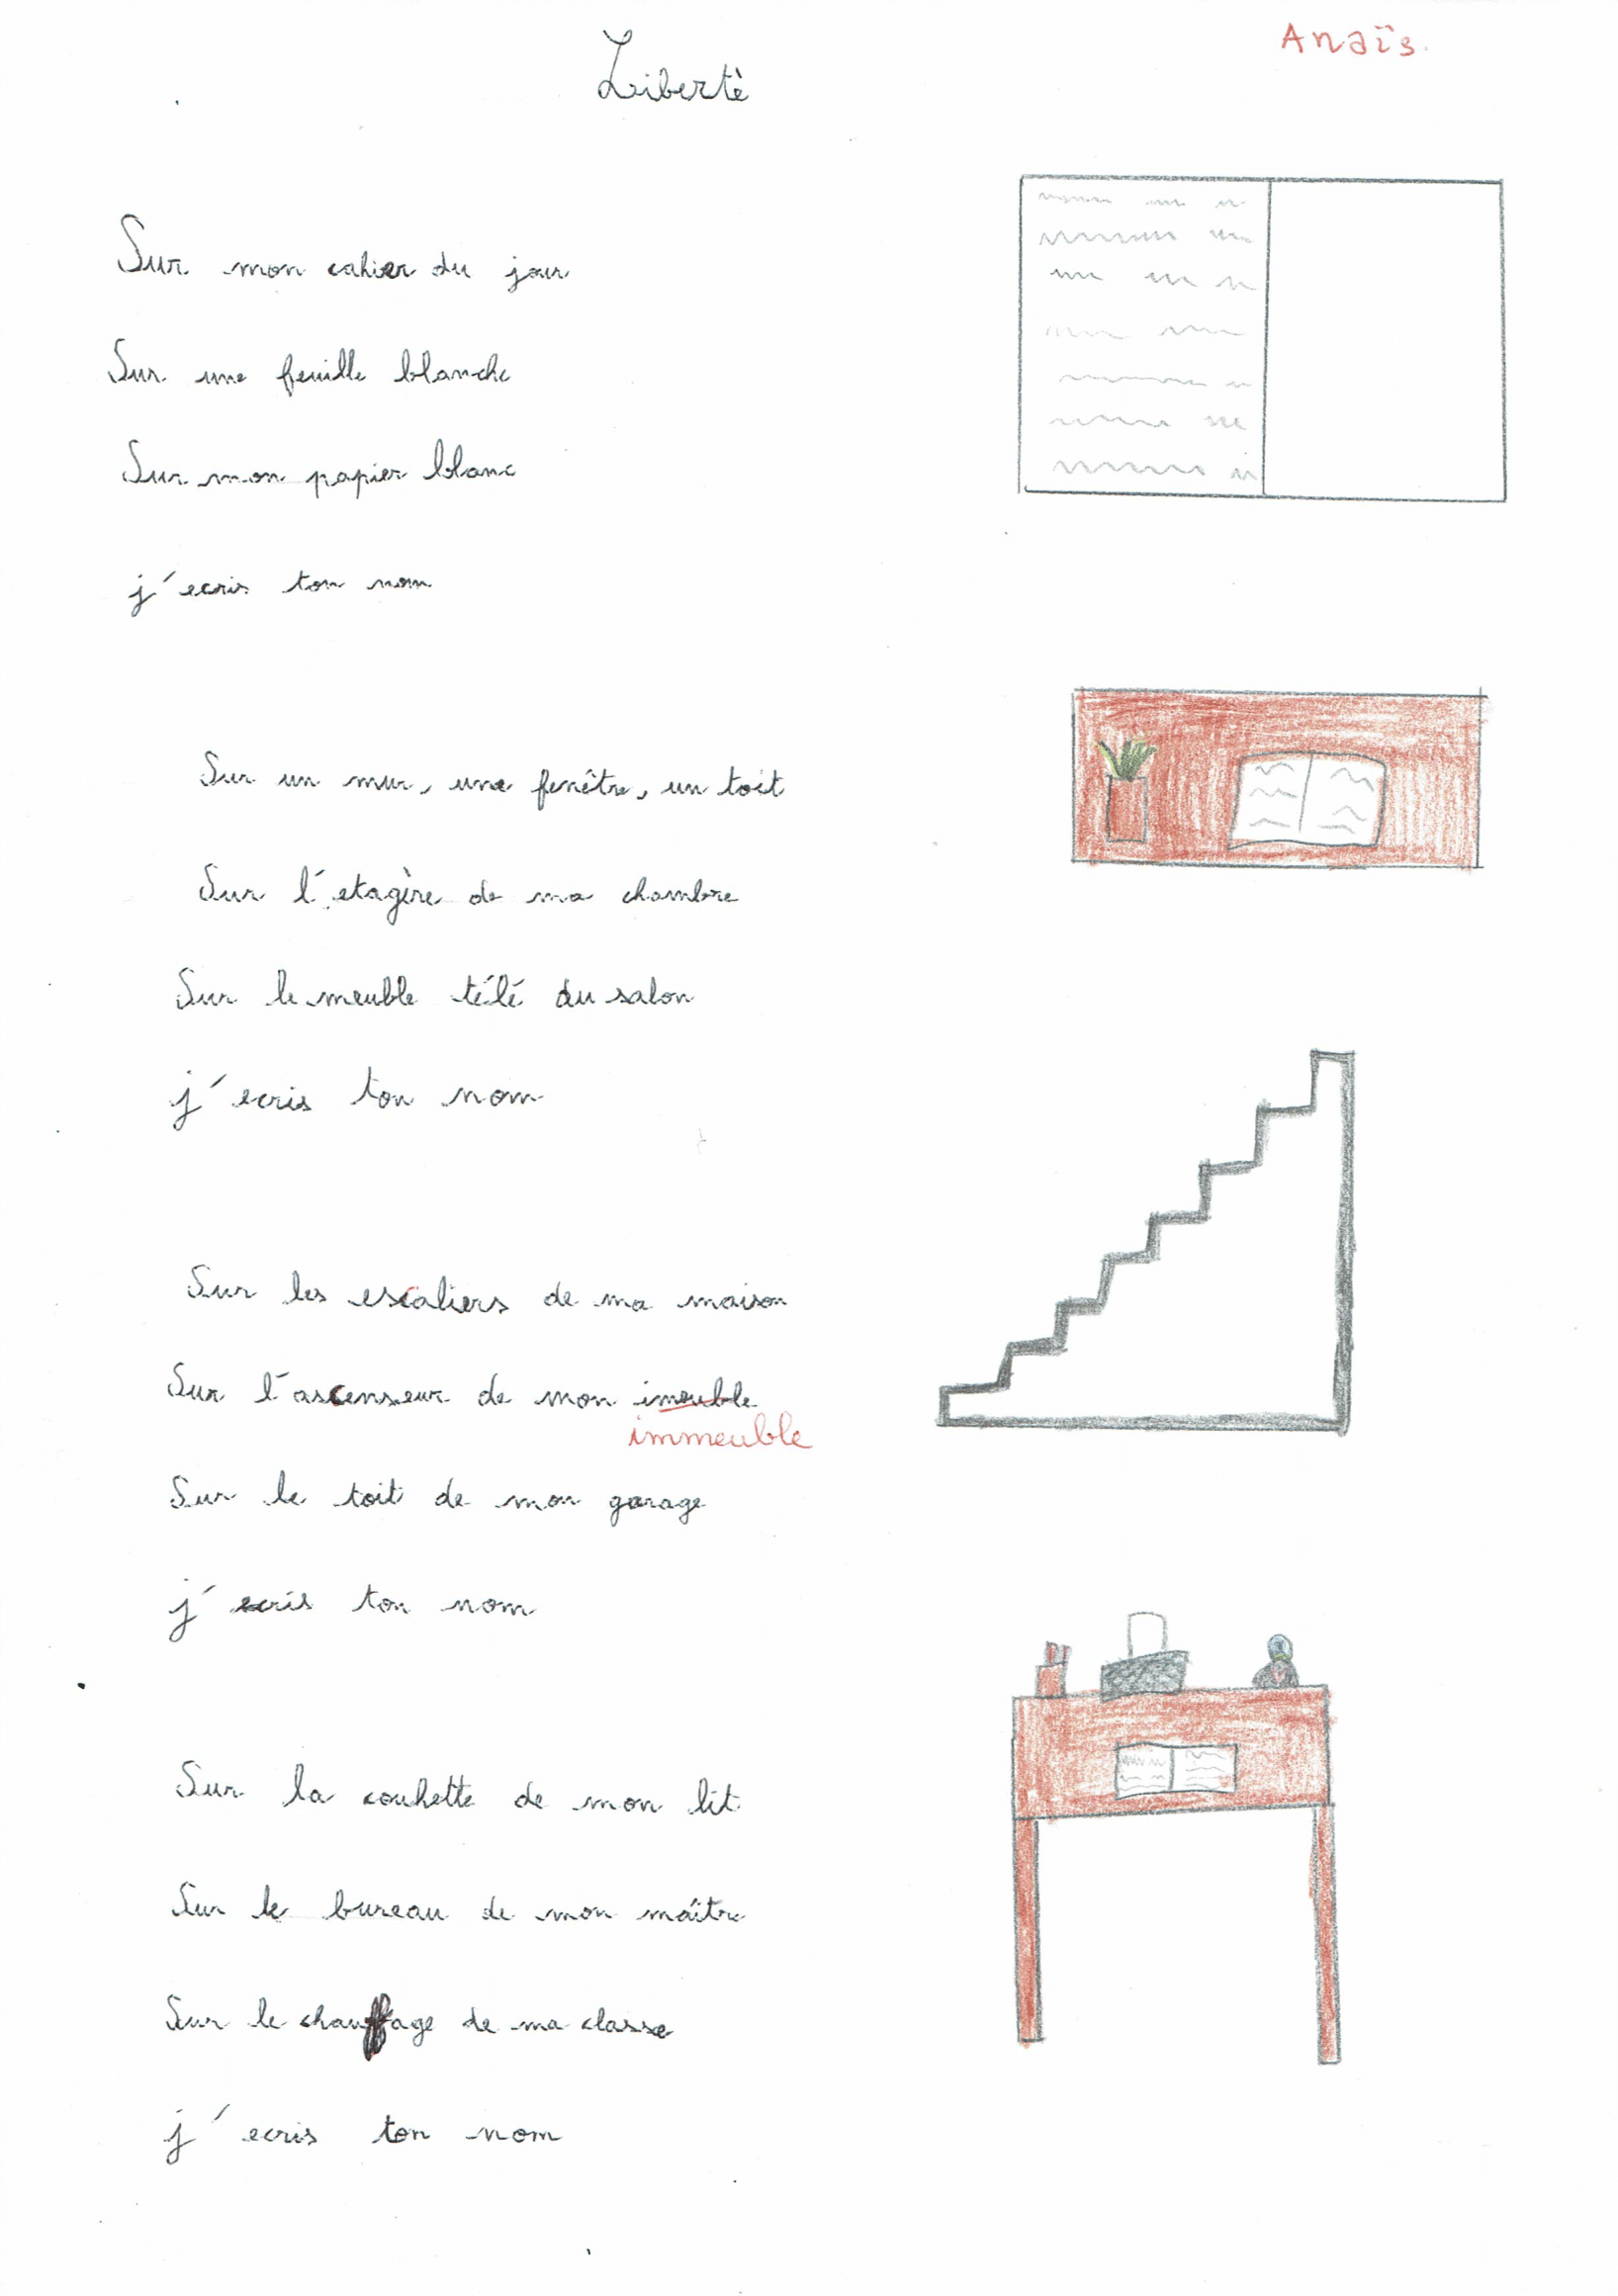 Anaïs.
Liberté
Sur mon cahier du jour
Sur une feuille blanche
Sur mon papier blanc
j'ecris ton nom
Sur un mur, une fenêtre, un toit
Sur l'etagère de ma chambre
Sur le meuble télé du salon
j'ecris ton nom
Sur les escaliers de ma maison
Sur l'ascenseur de mon imeuble
immeuble
Sur le toit de mon garage
j'ecris ton nom
Sur la couhette de mon lit
Sur le bureau de mon maître
Sur le chauffage de ma classe
j'ecris ton nom